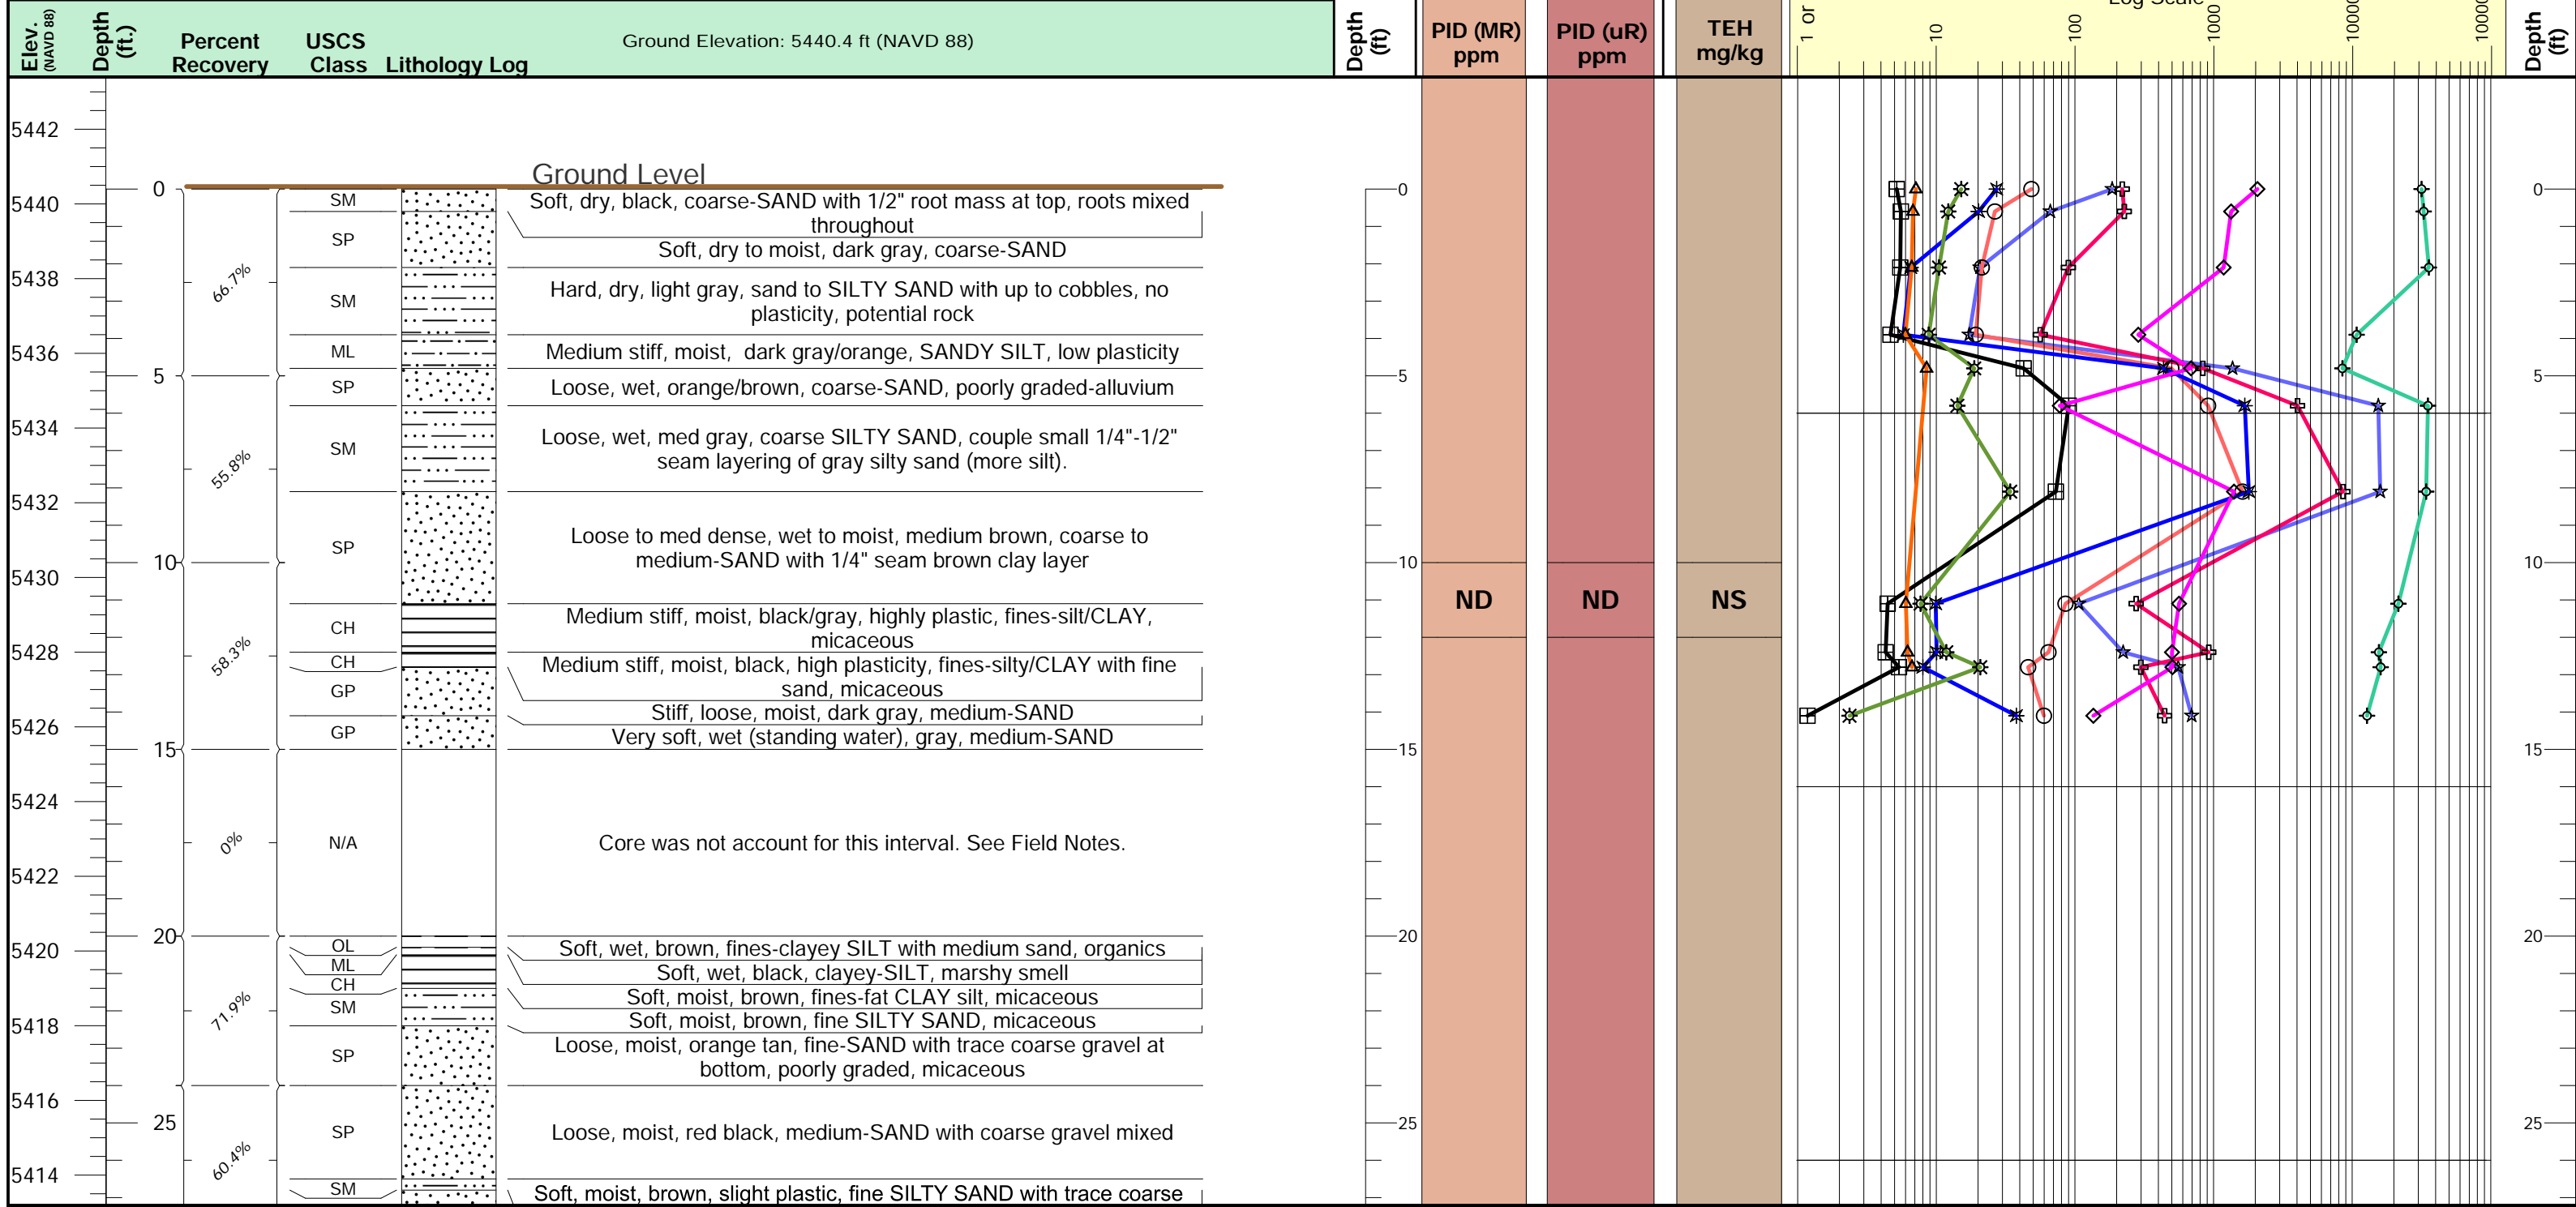 Elev.
(NAVD 88)
Depth
(ft.)
Percent
Recovery
USCS
Class
Lithology Log
Ground Elevation: 5440.4 ft (NAVD 88)
Depth
(ft)
PID (MR)
ppm
PID (uR)
ppm
TEH
mg/kg
1 or
10
100
1000
10000
Log Scale
Depth
(ft)
5442
5440
5438
5436
5434
5432
5430
5428
5426
5424
5422
5420
5418
5416
5414
0
5
10
15
20
25
66.7%
55.8%
58.3%
0%
71.9%
60.4%
Ground Level
SM
Soft, dry, black, coarse-SAND with 1/2" root mass at top, roots mixed
throughout
SP
Soft, dry to moist, dark gray, coarse-SAND
SM
Hard, dry, light gray, sand to SILTY SAND with up to cobbles, no
plasticity, potential rock
ML
Medium stiff, moist, dark gray/orange, SANDY SILT, low plasticity
SP
Loose, wet, orange/brown, coarse-SAND, poorly graded-alluvium
SM
Loose, wet, med gray, coarse SILTY SAND, couple small 1/4"-1/2"
seam layering of gray silty sand (more silt).
SP
Loose to med dense, wet to moist, medium brown, coarse to
medium-SAND with 1/4" seam brown clay layer
CH
Medium stiff, moist, black/gray, highly plastic, fines-silt/CLAY,
micaceous
CH
Medium stiff, moist, black, high plasticity, fines-silty/CLAY with fine
sand, micaceous
GP
Stiff, loose, moist, dark gray, medium-SAND
GP
Very soft, wet (standing water), gray, medium-SAND
N/A
Core was not account for this interval. See Field Notes.
OL
Soft, wet, brown, fines-clayey SILT with medium sand, organics
ML
Soft, wet, black, clayey-SILT, marshy smell
CH
Soft, moist, brown, fines-fat CLAY silt, micaceous
SM
Soft, moist, brown, fine SILTY SAND, micaceous
SP
Loose, moist, orange tan, fine-SAND with trace coarse gravel at
bottom, poorly graded, micaceous
SP
Loose, moist, red black, medium-SAND with coarse gravel mixed
SM
Soft, moist, brown, slight plastic, fine SILTY SAND with trace coarse
0
5
10
15
20
25
ND
ND
NS
0
5
10
15
20
25